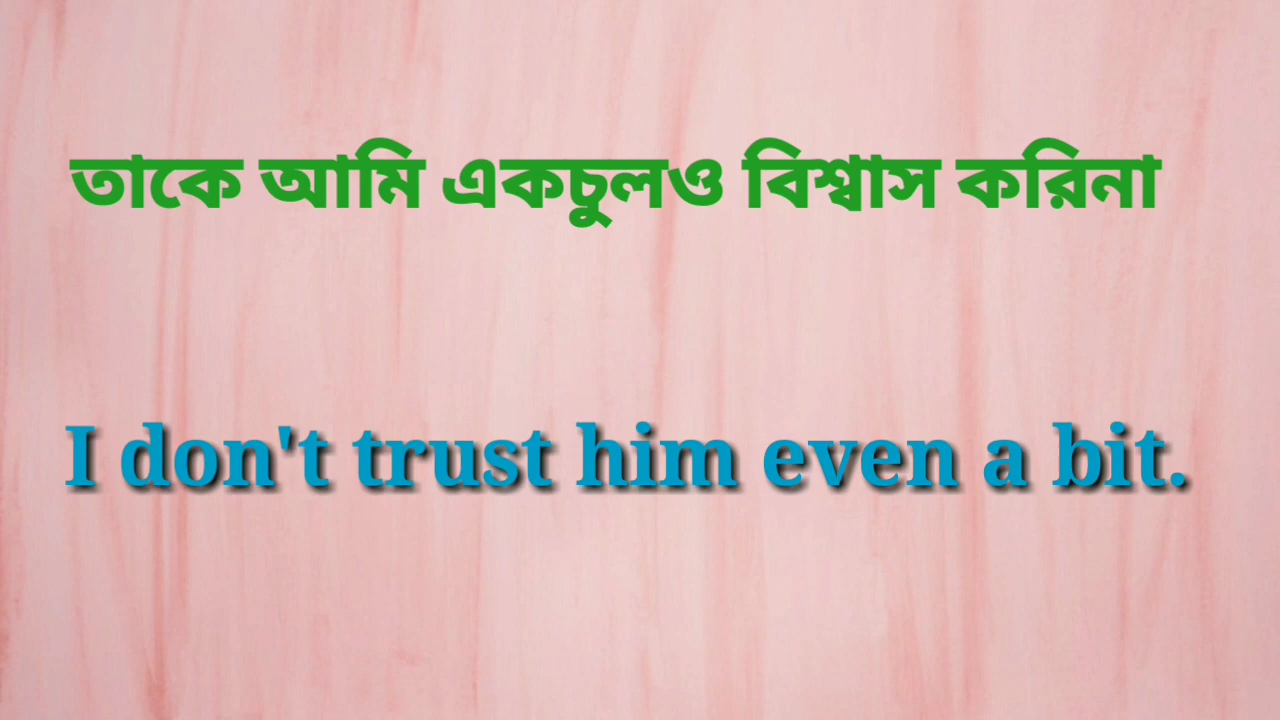 তাকে আমি একচুলও বিশ্বাস করিনা
I don't trust him even a bit.